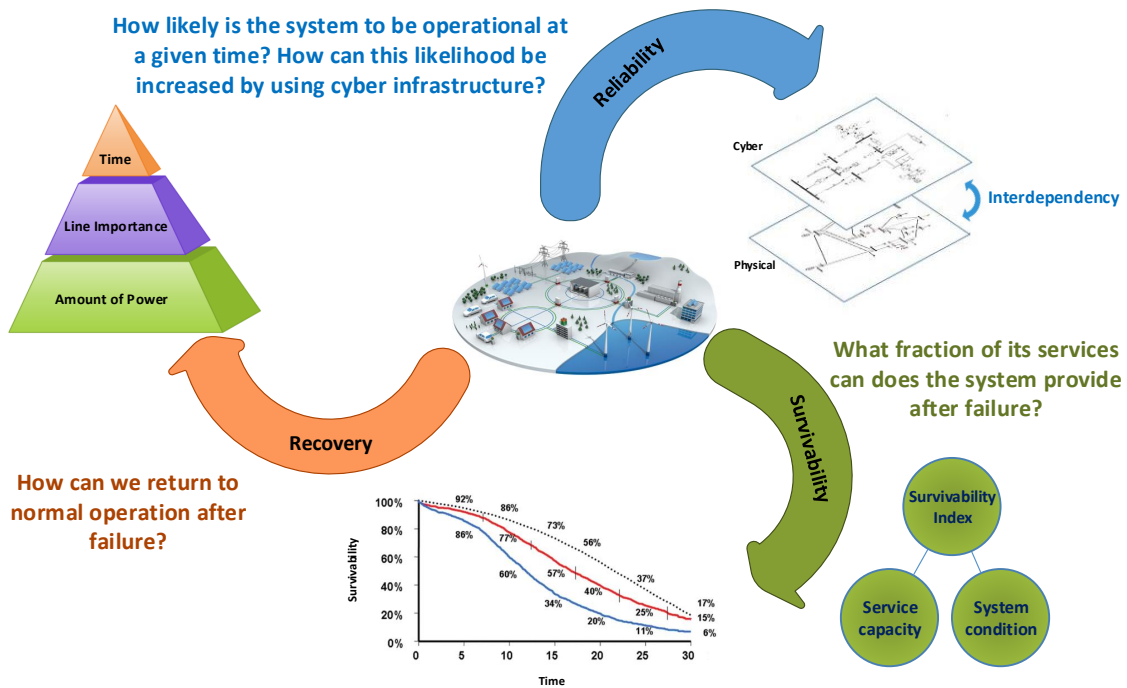 How likely is the system to be operational at
a given time? How can this likelihood be
increased by using cyber infrastructure?
Reliability
Time
Line Importance
Amount of Power
Cyber
Interdependency
Physical
What fraction of its services
can does the system provide
after failure?
Survivability
Recovery
How can we return to
normal operation after
failure?
Survivability
Index
Service
capacity
System
condition
Survivability
100%
80%
60%
40%
20%
0%
92%
86%
73%
56%
37%
17%
77%
57%
40%
25%
15%
86%
60%
34%
20%
11%
6%
0
5
10
15
20
25
30
Time